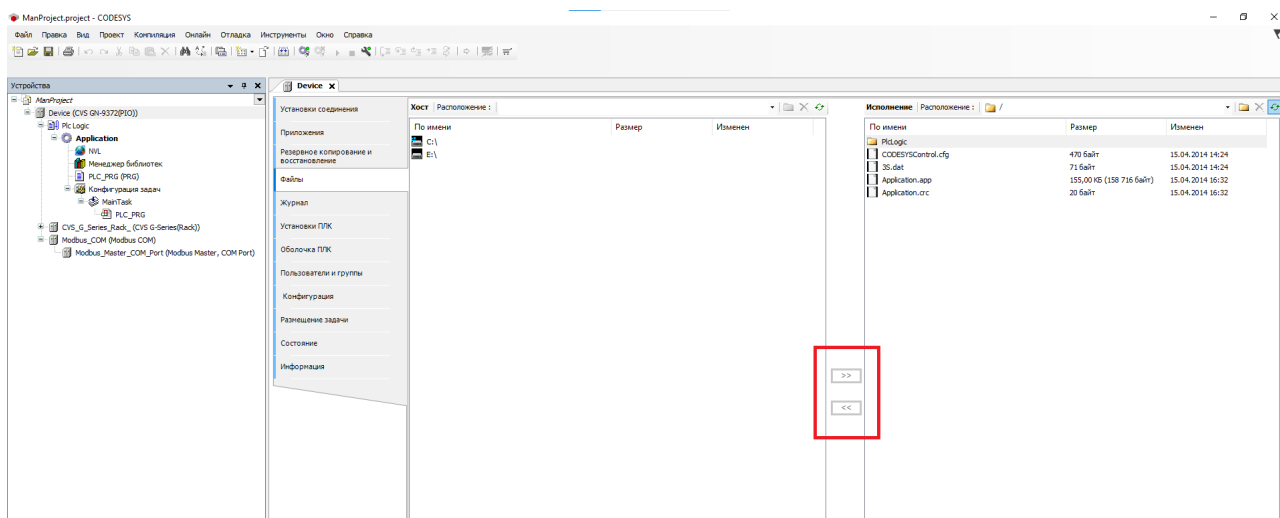 ManProject.project - CODESYS
Файл Правка Вид Проект Компиляция Онлайн Отладка Инструменты Окно Справка
Устройства
ManProject
Device (CVS GN-9372(PIO))
Plc Logic
Application
NVL
Менеджер библиотек
PLC_PRG (PRG)
Конфигурация задач
MainTask
PLC_PRG
CVS_G_Series_Rack_ (CVS G-Series(Rack))
Modbus_COM (Modbus COM)
Modbus_Master_COM_Port (Modbus Master, COM Port)
Device
Установки соединения
Приложения
Резервное копирование и
восстановление
Файлы
Журнал
Установки ПЛК
Оболочка ПЛК
Пользователи и группы
Конфигурация
Размещение задачи
Состояние
Информация
Хост Расположение :
По имени Размер Изменен
C:\
E:\
>>
<<
Исполнение Расположение : /
По имени Размер Изменен
PlcLogic
CODESYSControl.cfg 470 байт 15.04.2014 14:24
3S.dat 71 байт 15.04.2014 14:24
Application.app 155,00 КБ (158 716 байт) 15.04.2014 16:32
Application.crc 20 байт 15.04.2014 16:32